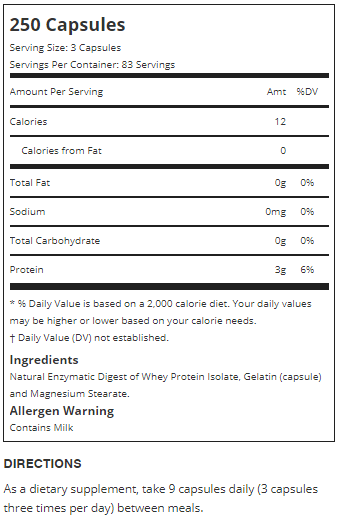 250 Capsules
Serving Size: 3 Capsules
Servings Per Container: 83 Servings
Amount Per Serving Amt %DV
Calories 12
Calories from Fat 0
Total Fat 0g 0%
Sodium 0mg 0%
Total Carbohydrate 0g 0%
Protein 3g 6%
* % Daily Value is based on a 2,000 calorie diet. Your daily values
may be higher or lower based on your calorie needs.
† Daily Value (DV) not established.
Ingredients
Natural Enzymatic Digest of Whey Protein Isolate, Gelatin (capsule)
and Magnesium Stearate.
Allergen Warning
Contains Milk
DIRECTIONS
As a dietary supplement, take 9 capsules daily (3 capsules
three times per day) between meals.